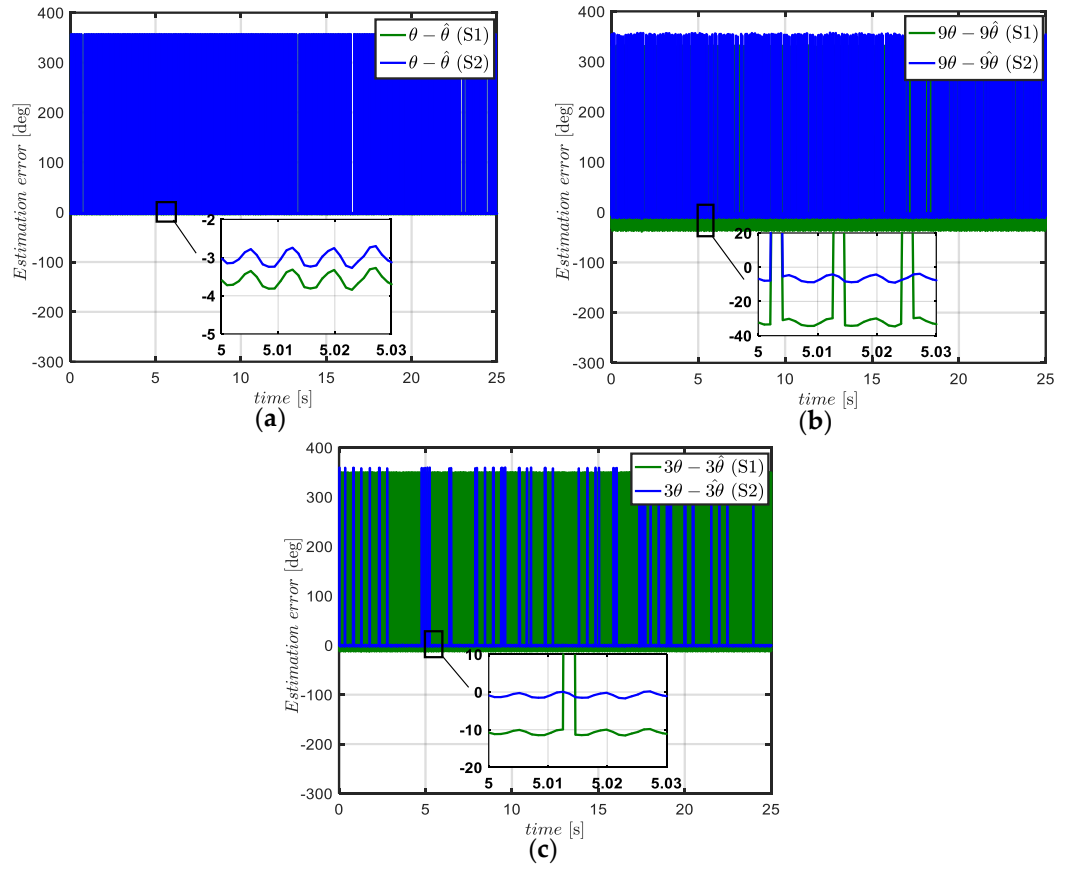 400
300
200
100
0
-100
-200
-300
Estimation error [deg]
θ − θ̂ (S1)
θ − θ̂ (S2)
-2
-3
-4
-5
5 5.01 5.02 5.03
0 5 10 15 20 25
time [s]
(a)
400
300
200
100
0
-100
-200
-300
Estimation error [deg]
9θ − 9θ̂ (S1)
9θ − 9θ̂ (S2)
20
0
-20
-40
5 5.01 5.02 5.03
0 5 10 15 20 25
time [s]
(b)
400
300
200
100
0
-100
-200
-300
Estimation error [deg]
3θ − 3θ̂ (S1)
3θ − 3θ̂ (S2)
10
0
-10
-20
5 5.01 5.02 5.03
0 5 10 15 20 25
time [s]
(c)